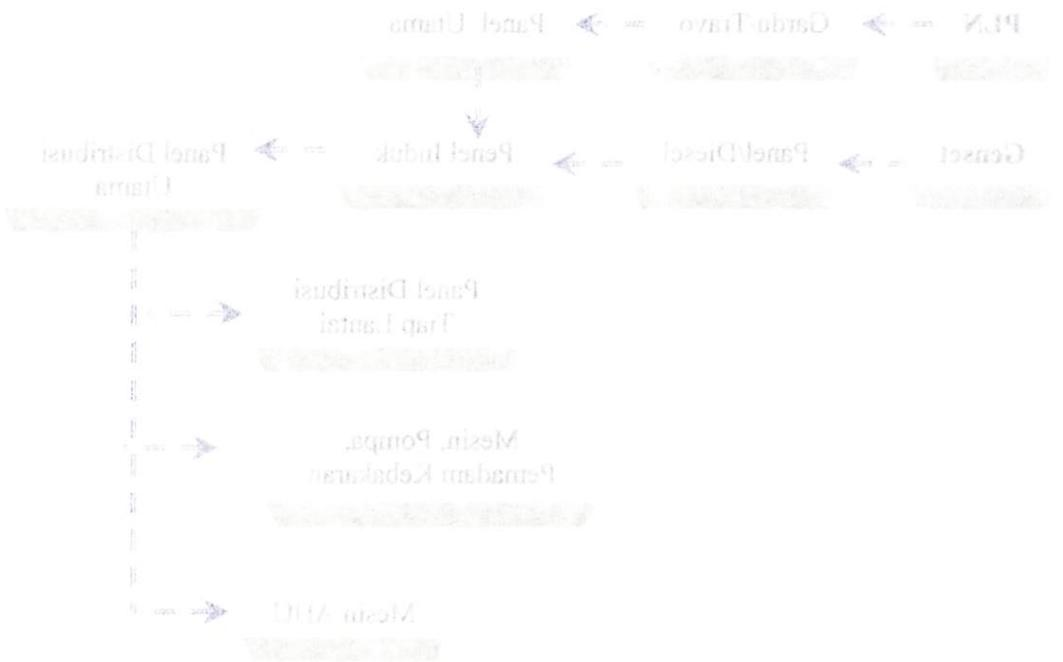 PLN
Gardu/Travo
Panel Utama
Genset
Panel/Diesel
Penel Induk
Panel Distribusi
Utama
Panel Distribusi
Tiap Lantai
Mesin, Pompa,
Pemadam Kebakaran
Mesin AHU